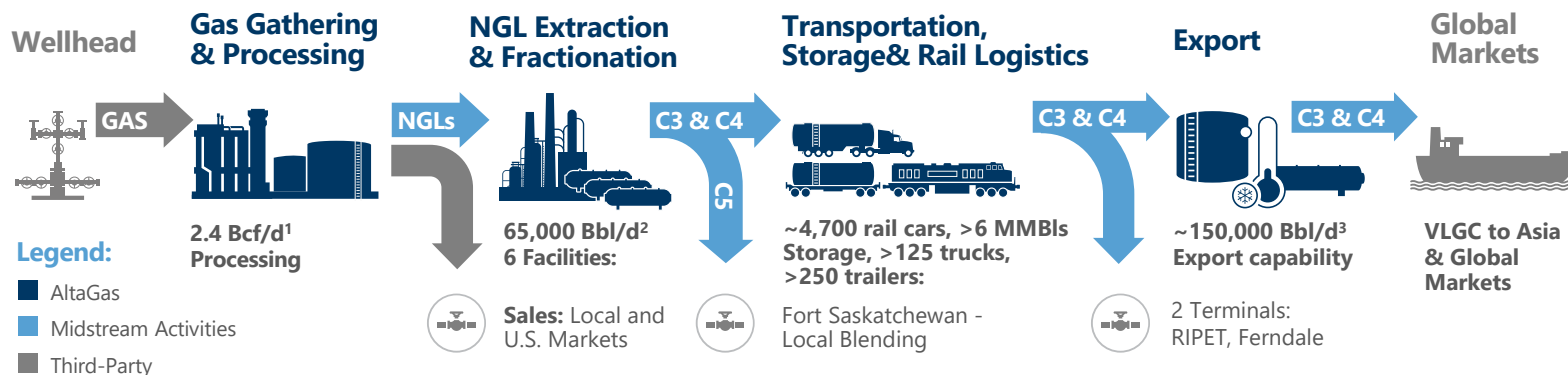 Wellhead
Gas Gathering
& Processing
NGL Extraction
& Fractionation
Transportation,
Storage& Rail Logistics
Export
Global
Markets
GAS
NGLs
C3 & C4
C5
C3 & C4
C3 & C4
2.4 Bcf/d1
Processing
65,000 Bbl/d2
6 Facilities:
~4,700 rail cars, >6 MMBls
Storage, >125 trucks,
>250 trailers:
~150,000 Bbl/d3
Export capability
VLGC to Asia
& Global
Markets
Legend:
AltaGas
Midstream Activities
Third-Party
Sales: Local and
U.S. Markets
Fort Saskatchewan -
Local Blending
2 Terminals:
RIPET, Ferndale